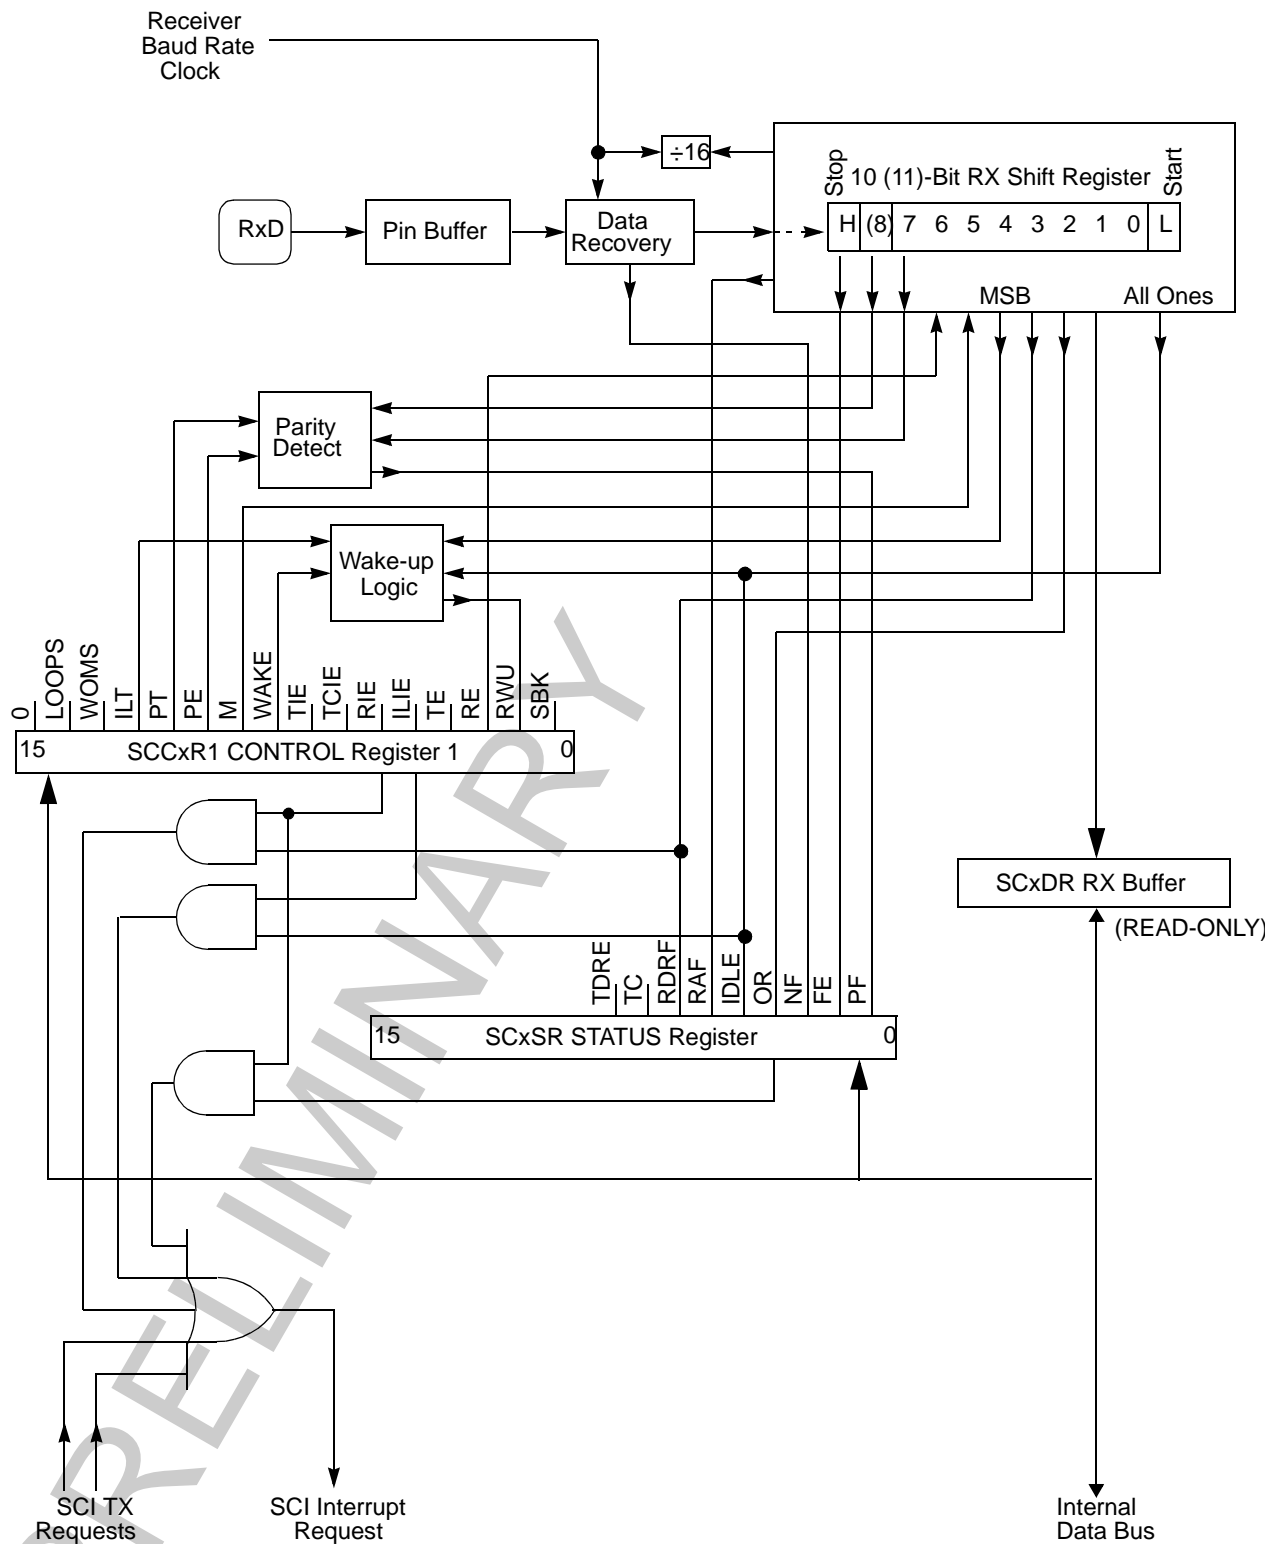 Receiver
Baud Rate
Clock
÷16
Stop
10 (11)-Bit RX Shift Register
Start
RxD
Pin Buffer
Data
Recovery
H (8) 7 6 5 4 3 2 1 0 L
MSB
All Ones
Parity
Detect
Wake-up
Logic
0
LOOPS
WOMS
ILT
PT
PE
M
WAKE
TIE
TCIE
RIE
ILIE
TE
RE
RWU
SBK
15 SCCxR1 CONTROL Register 1 0
SCxDR RX Buffer
(READ-ONLY)
TDRE
TC
RDRF
RAF
IDLE
OR
NF
FE
PF
15 SCxSR STATUS Register 0
SCI TX
Requests
SCI Interrupt
Request
Internal
Data Bus
PRELIMINARY